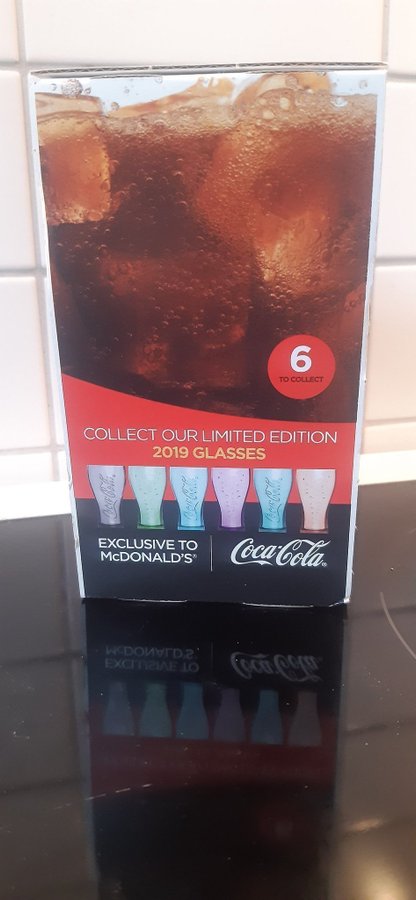 6
TO COLLECT
COLLECT OUR LIMITED EDITION
2019 GLASSES
EXCLUSIVE TO
McDONALD'S®
Coca-Cola®